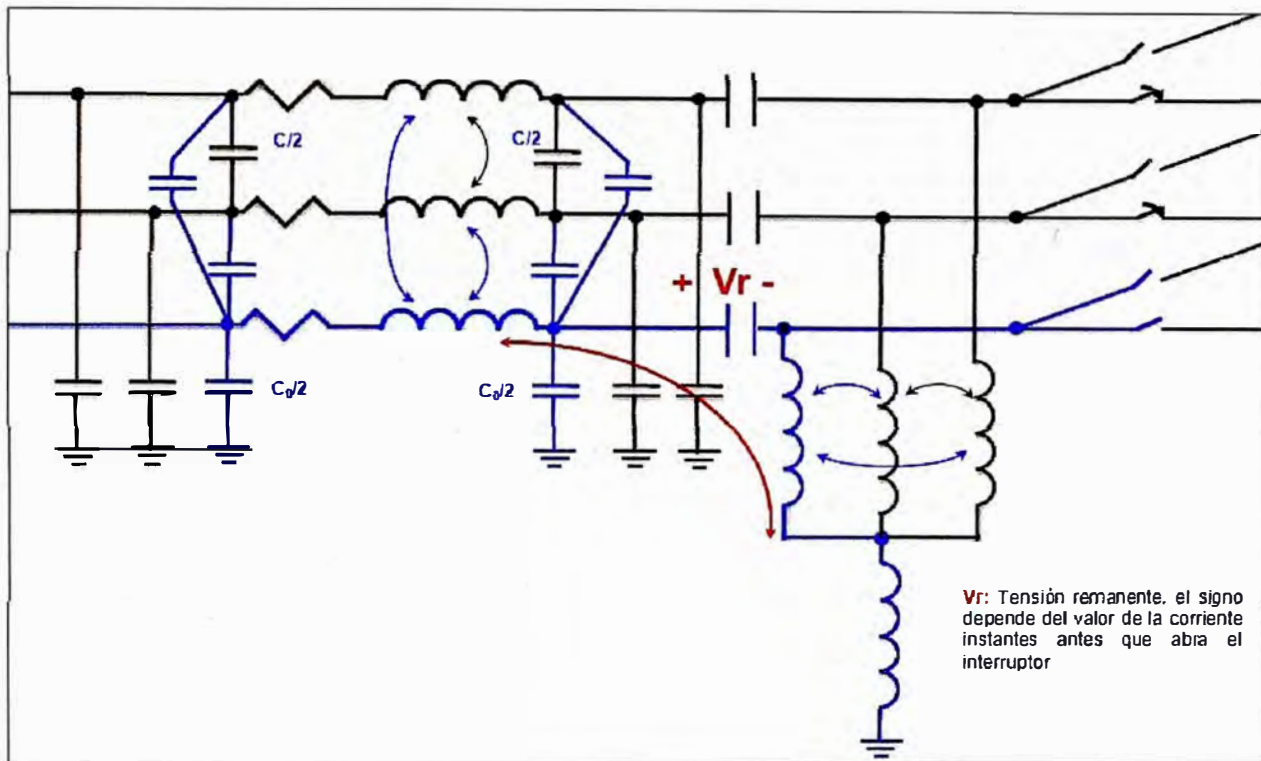 C/2
C/2
+ Vr -
C₀/2
C₀/2
Vr: Tensión remanente, el signo
depende del valor de la corriente
instantes antes que abra el
interruptor